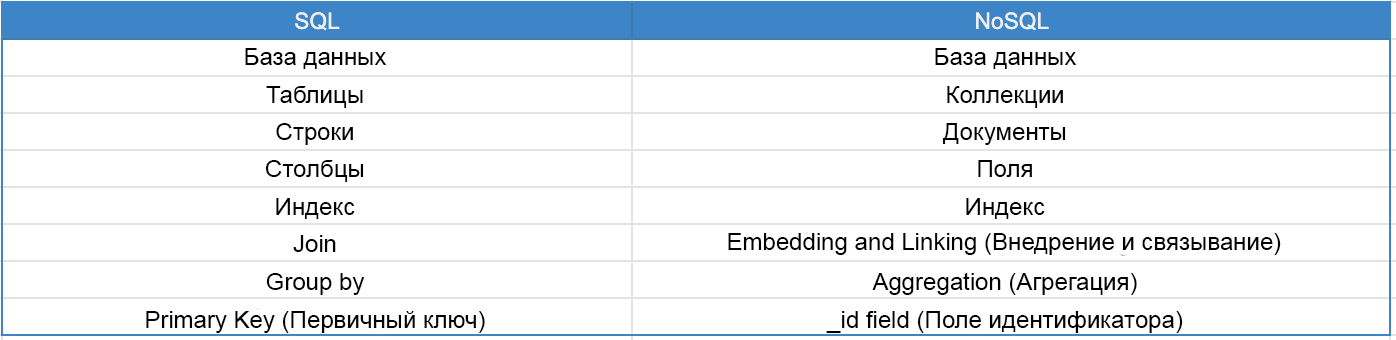 SQL NoSQL
База данных База данных
Таблицы Коллекции
Строки Документы
Столбцы Поля
Индекс Индекс
Join Embedding and Linking (Внедрение и связывание)
Group by Aggregation (Агрегация)
Primary Key (Первичный ключ) _id field (Поле идентификатора)